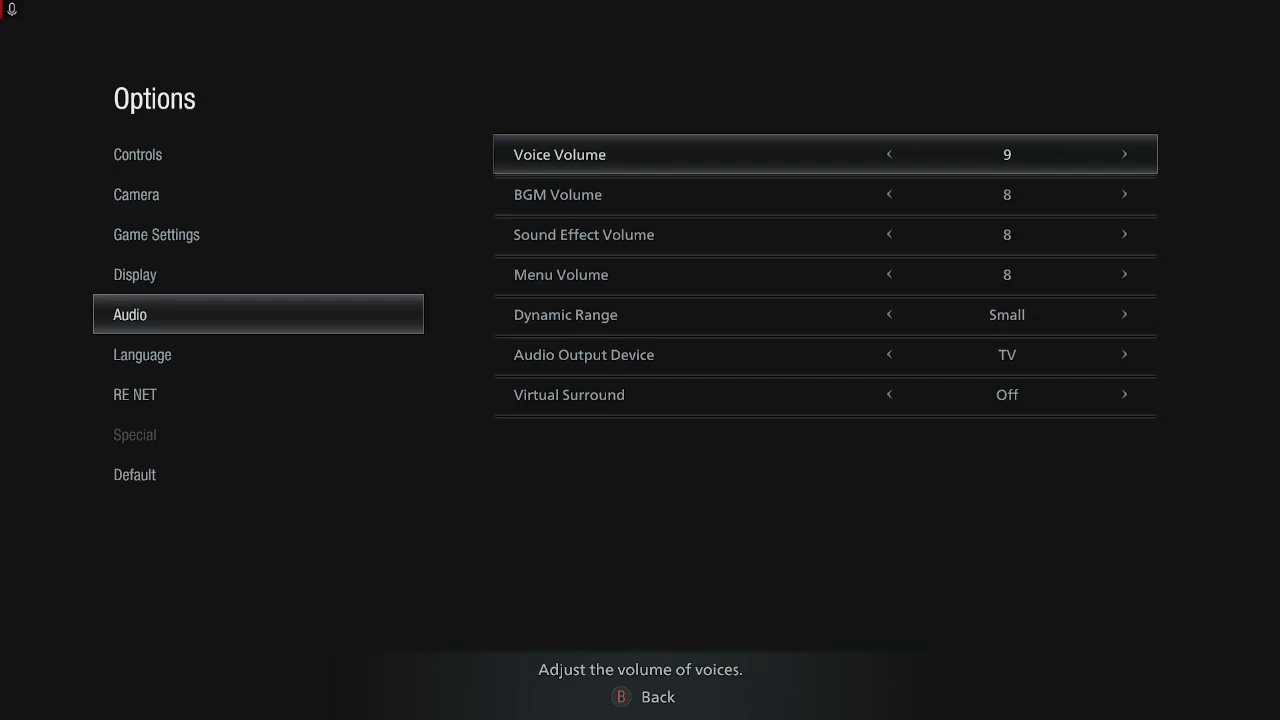 Options
Controls
Camera
Game Settings
Display
Audio
Language
RE NET
Special
Default
Voice Volume 9
BGM Volume 8
Sound Effect Volume 8
Menu Volume 8
Dynamic Range Small
Audio Output Device TV
Virtual Surround Off
Adjust the volume of voices.
B Back